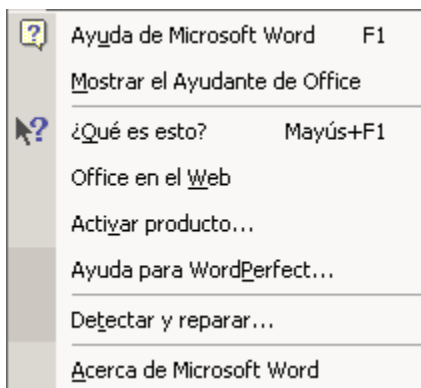 Ayuda de Microsoft Word F1
Mostrar el Ayudante de Office
¿Qué es esto? Mayús+F1
Office en el Web
Activar producto...
Ayuda para WordPerfect...
Detectar y reparar...
Acerca de Microsoft Word